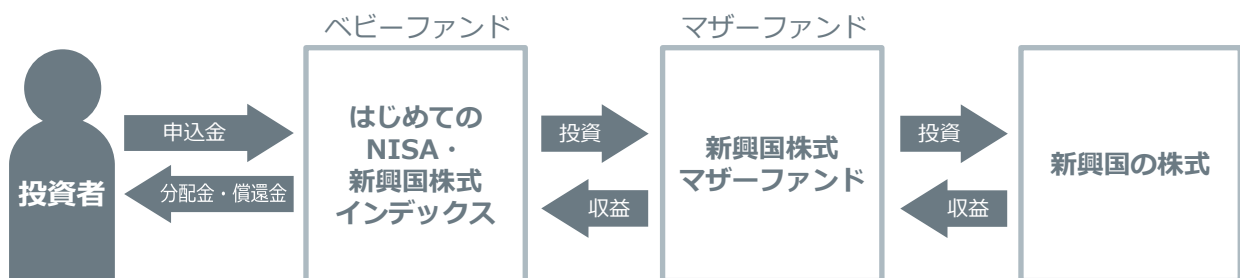 ベビーファンド
マザーファンド
投資者
申込金
分配金・償還金
はじめての
NISA・
新興国株式
インデックス
投資
収益
新興国株式
マザーファンド
投資
収益
新興国の株式